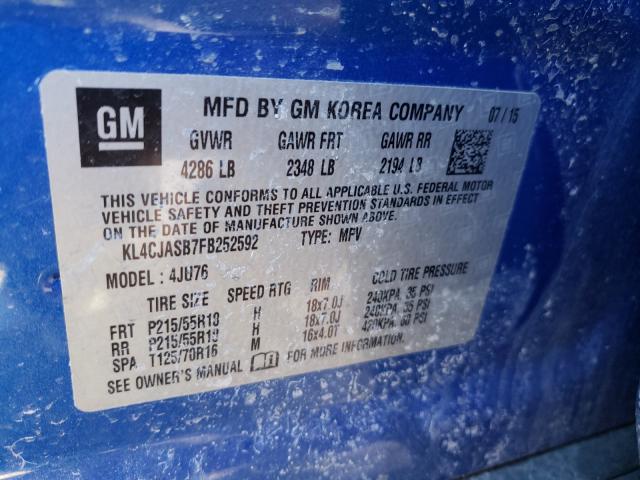 GM
MFD BY GM KOREA COMPANY 07/15
GVWR GAWR FRT GAWR RR
4286 LB 2348 LB 2194 LB
THIS VEHICLE CONFORMS TO ALL APPLICABLE U.S. FEDERAL MOTOR
VEHICLE SAFETY AND THEFT PREVENTION STANDARDS IN EFFECT
ON THE DATE OF MANUFACTURE SHOWN ABOVE.
KL4CJASB7FB252592 TYPE: MPV
MODEL: 4JU76
TIRE SIZE SPEED RTG RIM COLD TIRE PRESSURE
FRT P215/55R18 H 18x7.0J 240KPA, 35 PSI
RR P215/55R18 H 18x7.0J 240KPA, 35 PSI
SPA T125/70R16 M 16x4.0T 420KPA, 60 PSI
SEE OWNER'S MANUAL FOR MORE INFORMATION.